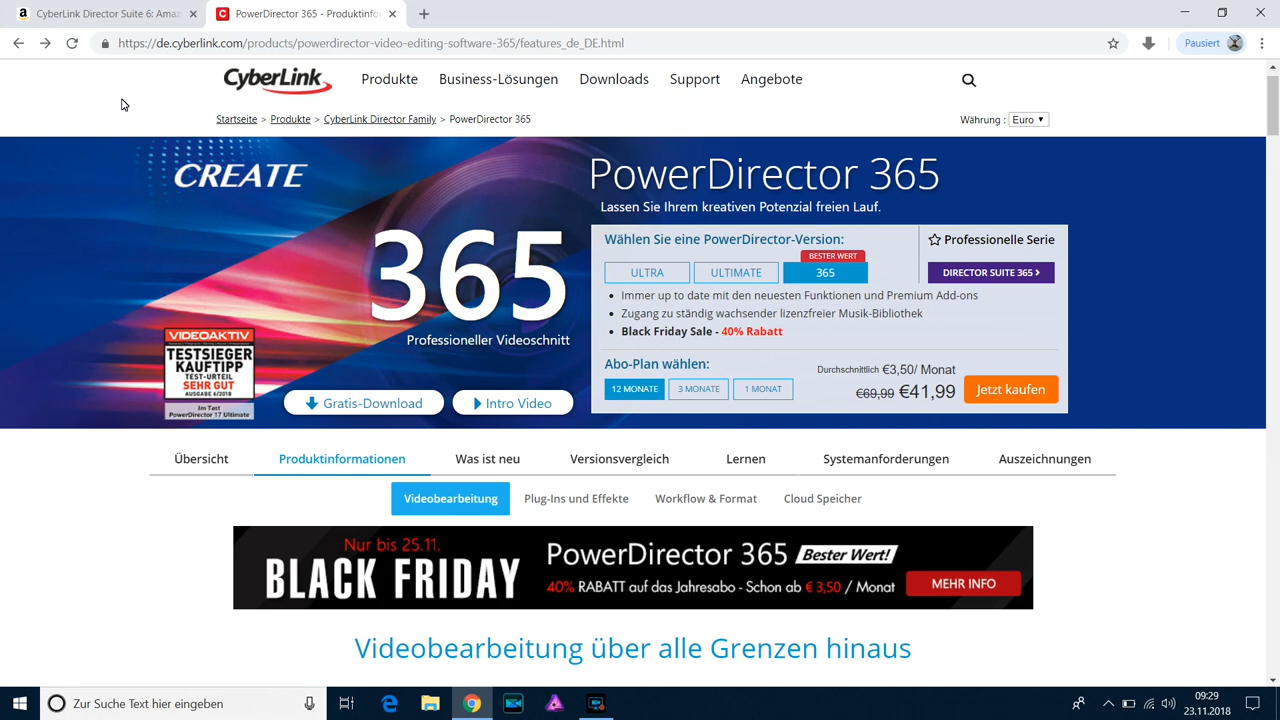 CyberLink Director Suite 6: Amaz
PowerDirector 365 - Produktinfo
https://de.cyberlink.com/products/powerdirector-video-editing-software-365/features_de_DE.html
Pausiert
CyberLink
Produkte
Business-Lösungen
Downloads
Support
Angebote
Startseite > Produkte > CyberLink Director Family > PowerDirector 365
Währung : Euro
CREATE
365
Professioneller Videoschnitt
VIDEOAKTIV
TESTSIEGER
KAUFTIPP
TEST-URTEIL
SEHR GUT
AUSGABE 6/2018
Im Test
PowerDirector 17 Ultimate
Gratis-Download
Intro Video
PowerDirector 365
Lassen Sie Ihrem kreativen Potenzial freien Lauf.
Wählen Sie eine PowerDirector-Version:
Professionelle Serie
BESTER WERT
ULTRA
ULTIMATE
365
DIRECTOR SUITE 365 >
Immer up to date mit den neuesten Funktionen und Premium Add-ons
Zugang zu ständig wachsender lizenzfreier Musik-Bibliothek
Black Friday Sale - 40% Rabatt
Abo-Plan wählen:
12 MONATE
3 MONATE
1 MONAT
Durchschnittlich €3,50/ Monat
€69,99 €41,99
Jetzt kaufen
Übersicht
Produktinformationen
Was ist neu
Versionsvergleich
Lernen
Systemanforderungen
Auszeichnungen
Videobearbeitung
Plug-Ins und Effekte
Workflow & Format
Cloud Speicher
Nur bis 25.11.
BLACK FRIDAY
PowerDirector 365 Bester Wert!
40% RABATT auf das Jahresabo - Schon ab € 3,50 / Monat
MEHR INFO
Videobearbeitung über alle Grenzen hinaus
Zur Suche Text hier eingeben
09:29
23.11.2018